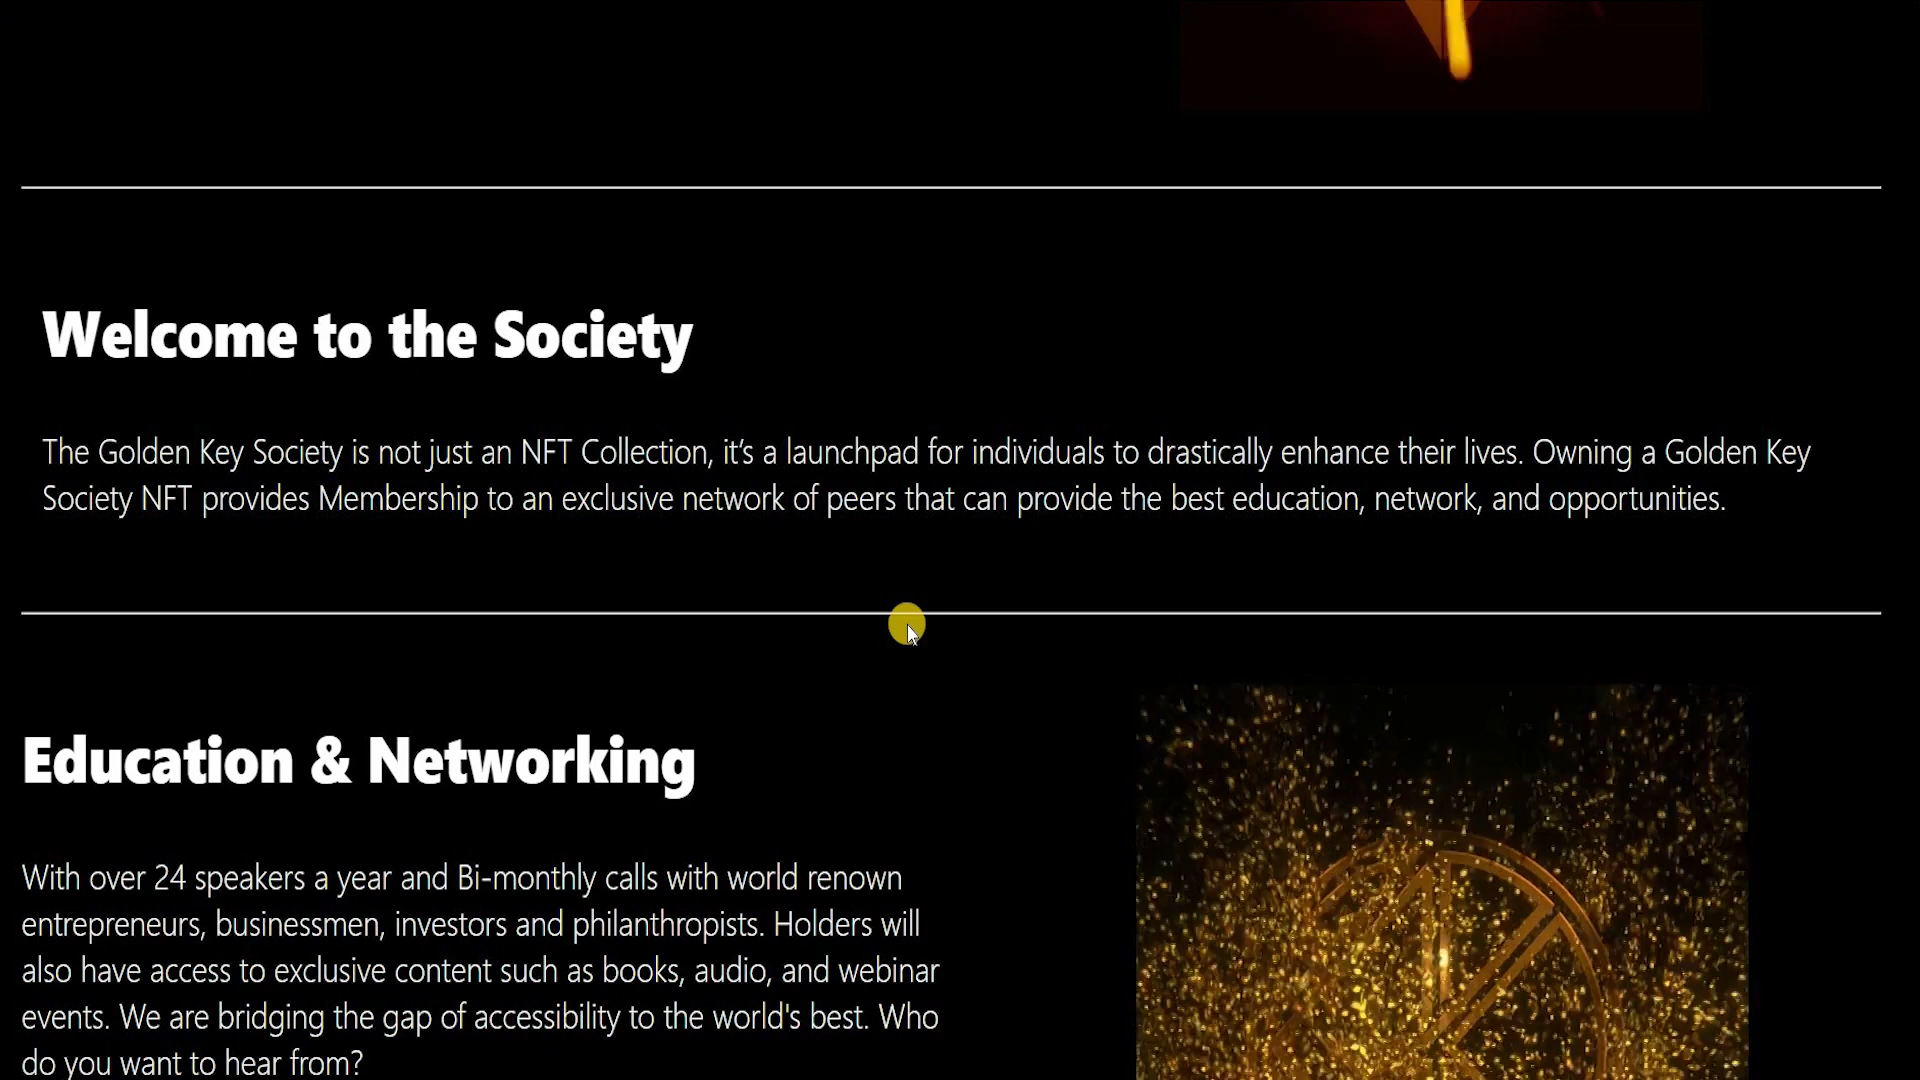 Welcome to the Society
The Golden Key Society is not just an NFT Collection, it’s a launchpad for individuals to drastically enhance their lives. Owning a Golden Key
Society NFT provides Membership to an exclusive network of peers that can provide the best education, network, and opportunities.
Education & Networking
With over 24 speakers a year and Bi-monthly calls with world renown
entrepreneurs, businessmen, investors and philanthropists. Holders will
also have access to exclusive content such as books, audio, and webinar
events. We are bridging the gap of accessibility to the world's best. Who
do you want to hear from?